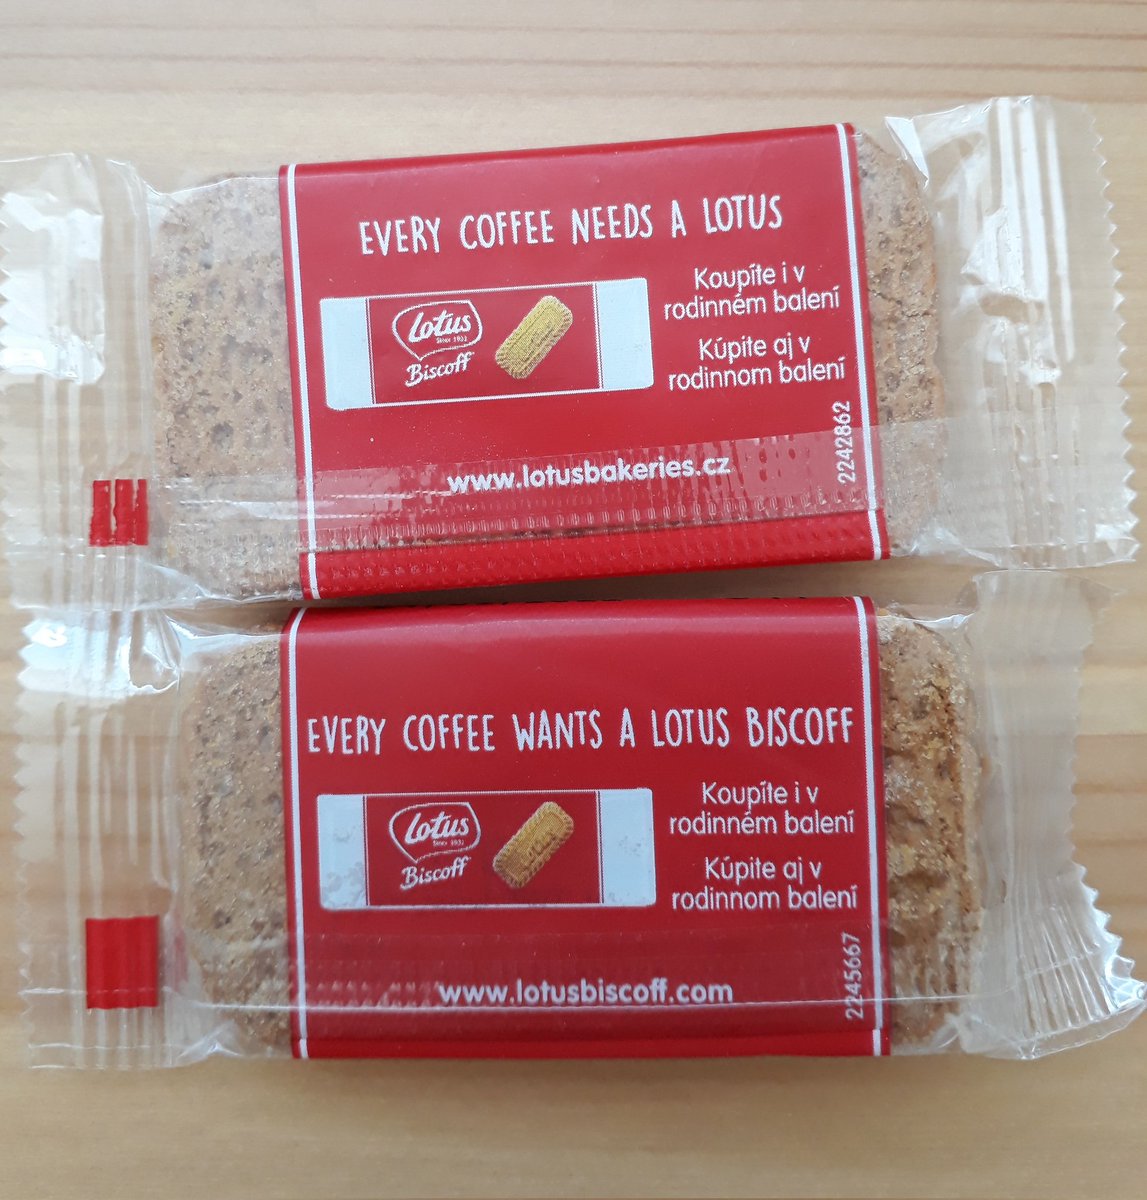 EVERY COFFEE NEEDS A LOTUS
Koupíte i v
rodinném balení
Lotus
Since 1932
Biscoff
Kúpite aj v
rodinnom balení
2242862
www.lotusbakeries.cz
EVERY COFFEE WANTS A LOTUS BISCOFF
Koupíte i v
rodinném balení
Lotus
Since 1932
Biscoff
Kúpite aj v
rodinnom balení
2245667
www.lotusbiscoff.com